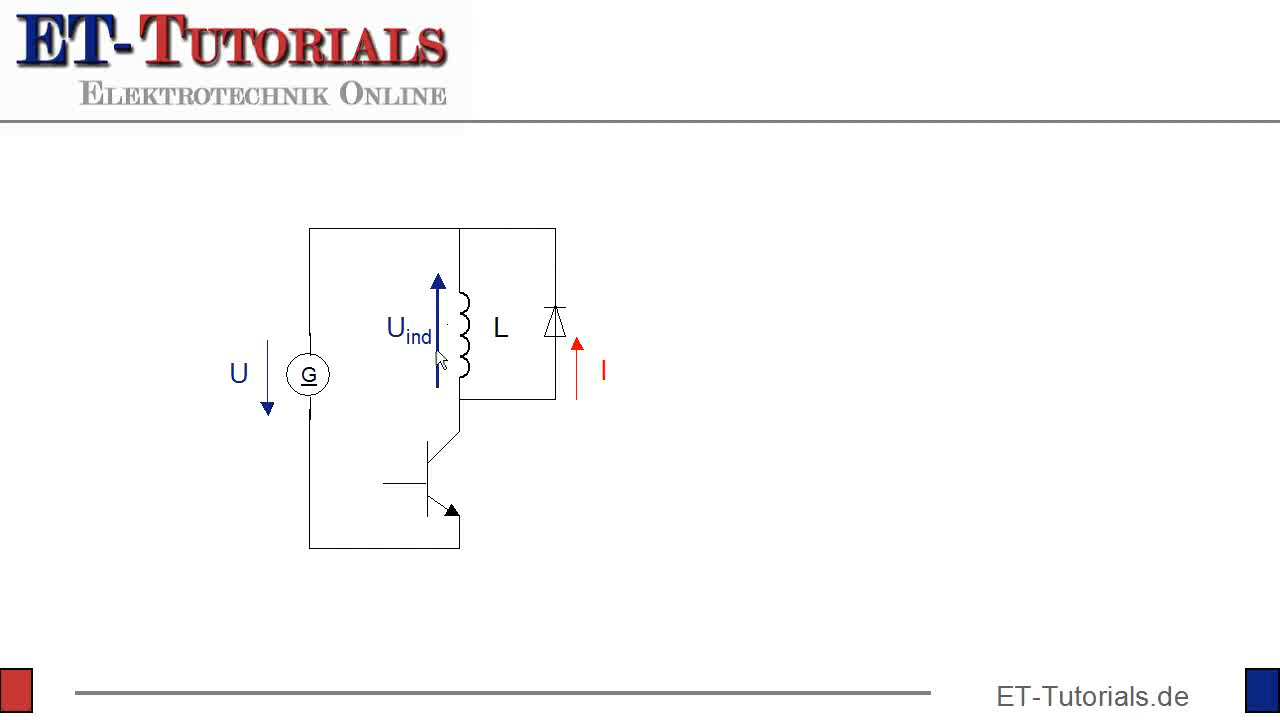 ET-TUTORIALS
ELEKTROTECHNIK ONLINE
U
G
Uind
L
I
ET-Tutorials.de